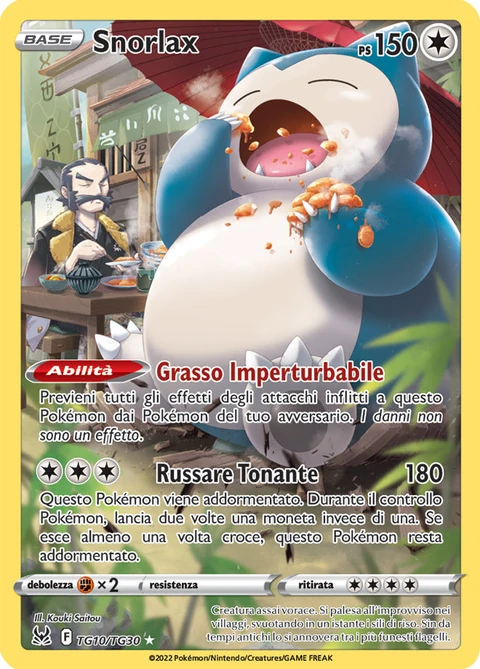 BASE Snorlax PS 150
Abilità Grasso Imperturbabile
Previeni tutti gli effetti degli attacchi inflitti a questo
Pokémon dai Pokémon del tuo avversario. I danni non
sono un effetto.
Russare Tonante 180
Questo Pokémon viene addormentato. Durante il controllo
Pokémon, lancia due volte una moneta invece di una. Se
esce almeno una volta croce, questo Pokémon resta
addormentato.
debolezza ×2 resistenza ritirata
Ill. Kouki Saitou
F TG10/TG30
Creatura assai vorace. Si palesa all'improvviso nei
villaggi, svuotando in un istante i sili di riso. Sin da
tempi antichi lo si annovera tra i più funesti flagelli.
©2022 Pokémon/Nintendo/Creatures/GAME FREAK